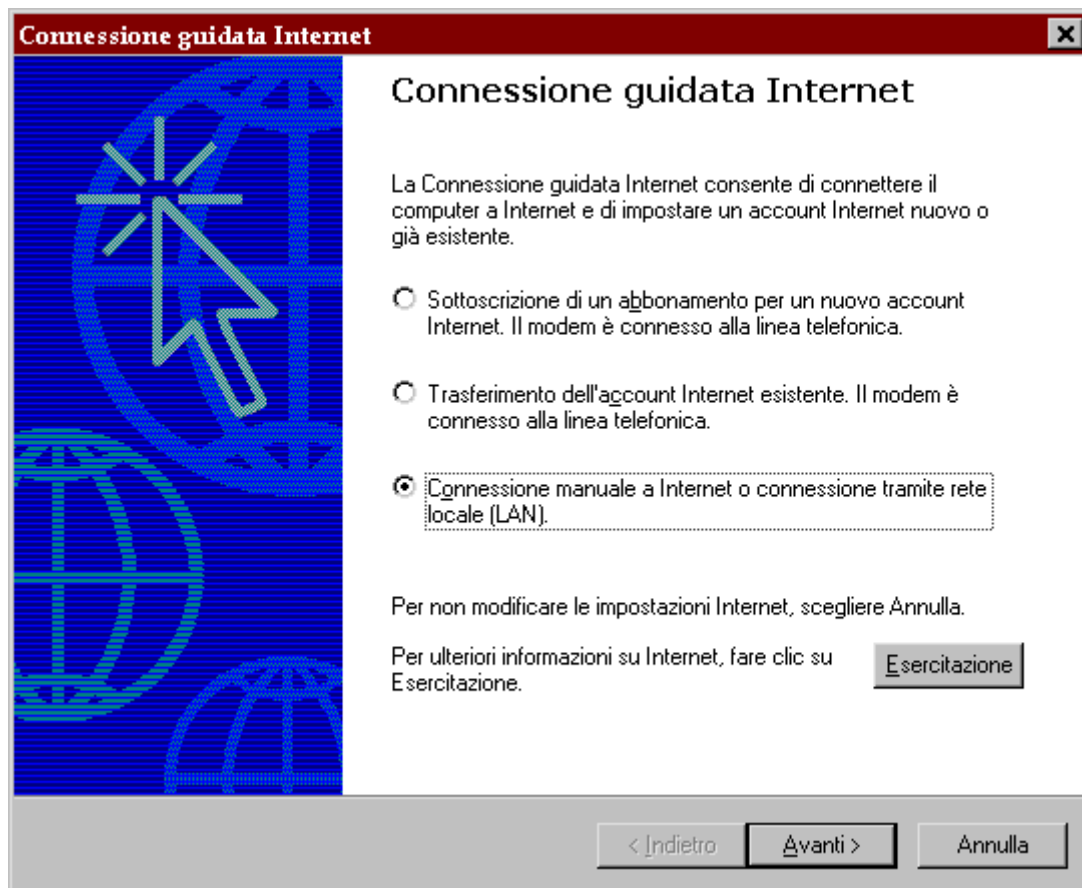 Connessione guidata Internet
Connessione guidata Internet
La Connessione guidata Internet consente di connettere il
computer a Internet e di impostare un account Internet nuovo o
già esistente.
Sottoscrizione di un abbonamento per un nuovo account
Internet. Il modem è connesso alla linea telefonica.
Trasferimento dell'account Internet esistente. Il modem è
connesso alla linea telefonica.
Connessione manuale a Internet o connessione tramite rete
locale (LAN).
Per non modificare le impostazioni Internet, scegliere Annulla.
Per ulteriori informazioni su Internet, fare clic su
Esercitazione.
Esercitazione
< Indietro
Avanti >
Annulla